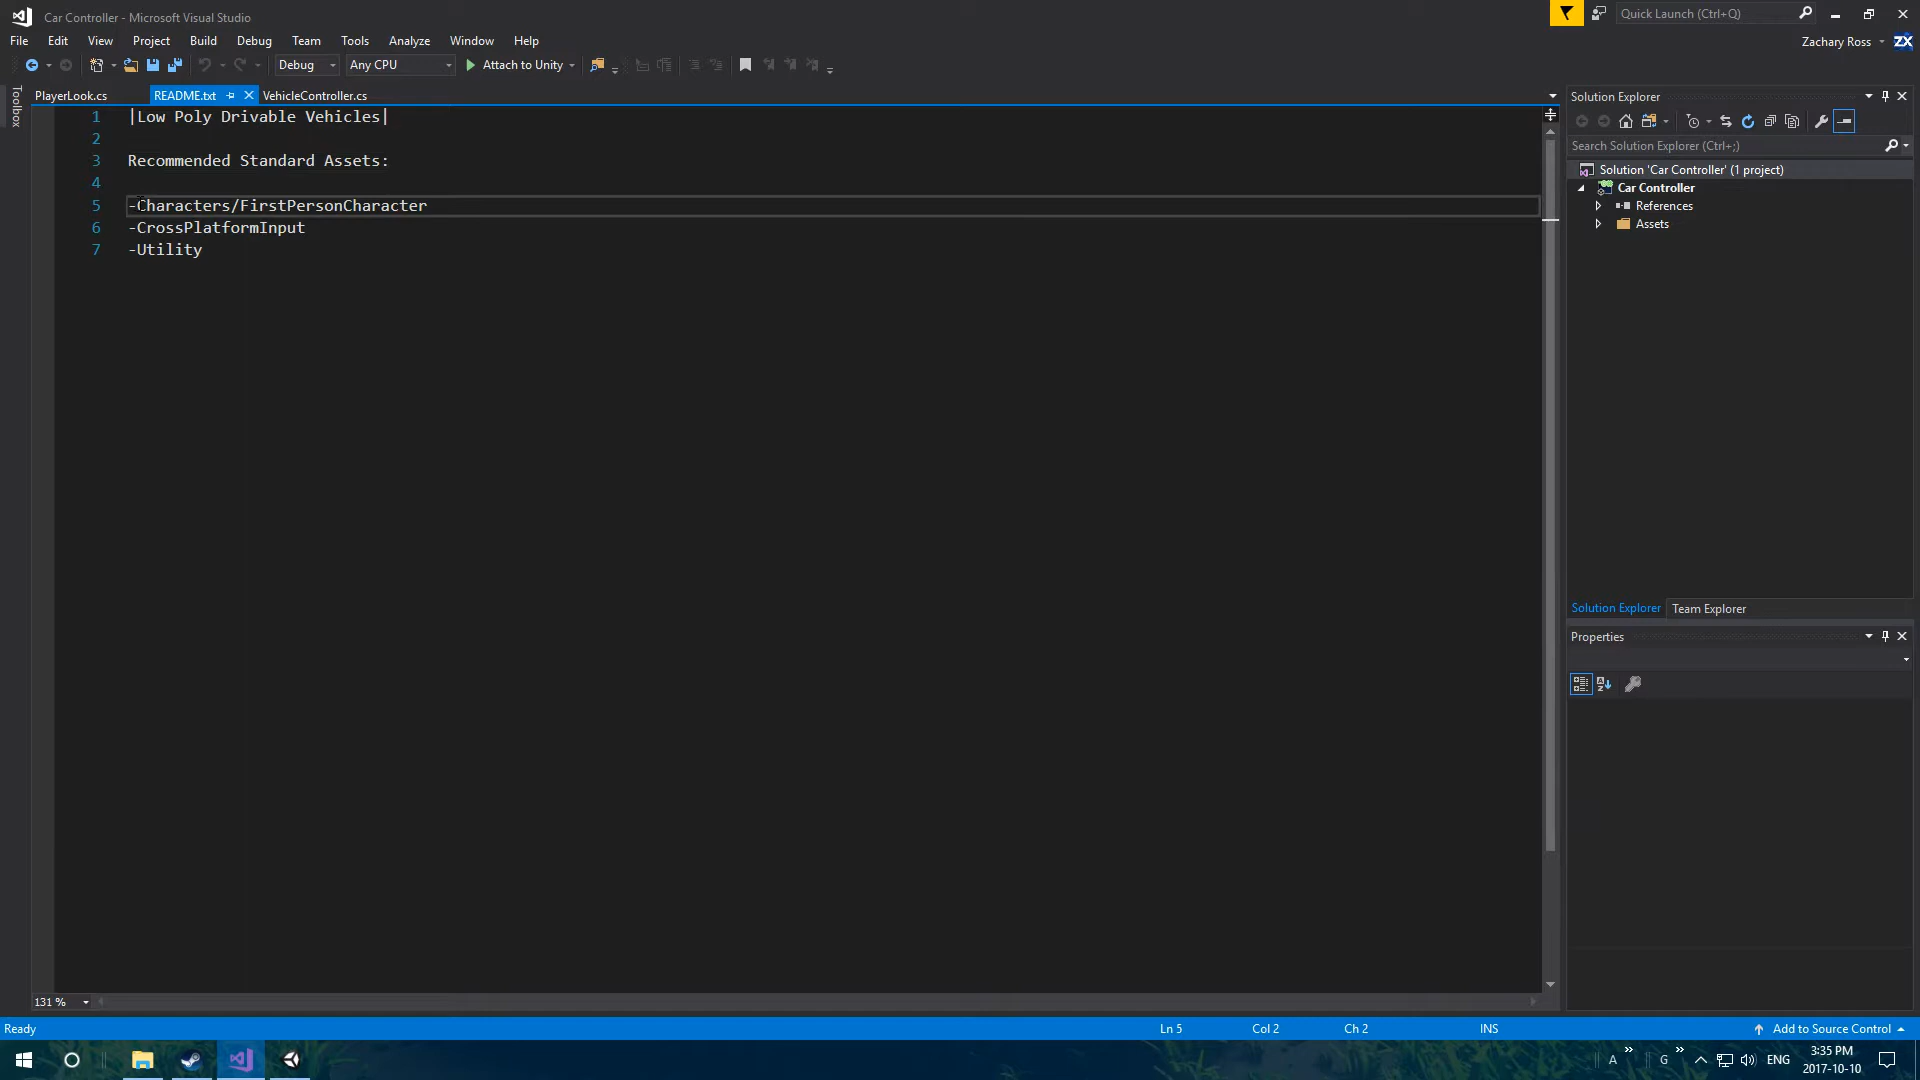 Car Controller - Microsoft Visual Studio
Quick Launch (Ctrl+Q)
File Edit View Project Build Debug Team Tools Analyze Window Help
Zachary Ross ZX
Debug Any CPU Attach to Unity
Toolbox
PlayerLook.cs README.txt VehicleController.cs
1 |Low Poly Drivable Vehicles|
2
3 Recommended Standard Assets:
4
5 -Characters/FirstPersonCharacter
6 -CrossPlatformInput
7 -Utility
131 %
Solution Explorer
Search Solution Explorer (Ctrl+;)
Solution 'Car Controller' (1 project)
Car Controller
References
Assets
Solution Explorer Team Explorer
Properties
Ready Ln 5 Col 2 Ch 2 INS Add to Source Control
A G ENG 3:35 PM
2017-10-10